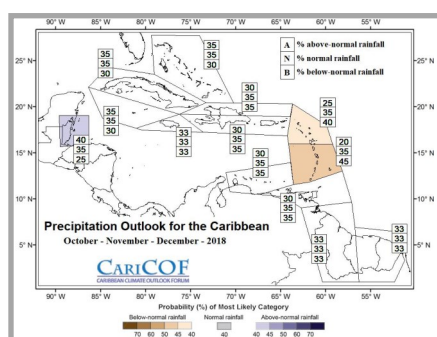 90°W 85°W 80°W 75°W 70°W 65°W 60°W 55°W
A % above-normal rainfall
N % normal rainfall
B % below-normal rainfall
25°N
20°N
15°N
10°N
5°N
35
35
30
35
35
30
35
35
30
30
35
35
25
35
40
33
33
33
30
35
35
20
35
45
40
35
25
30
35
35
30
35
35
33
33
33
33
33
33
Precipitation Outlook for the Caribbean
October - November - December - 2018
CARICOF
CARIBBEAN CLIMATE OUTLOOK FORUM
25°N
20°N
15°N
10°N
5°N
90°W 85°W 80°W 75°W 70°W 65°W 60°W 55°W
Probability (%) of Most Likely Category
Below-normal rainfall Normal rainfall Above-normal rainfall
70 60 50 45 40 40 40 45 50 60 70